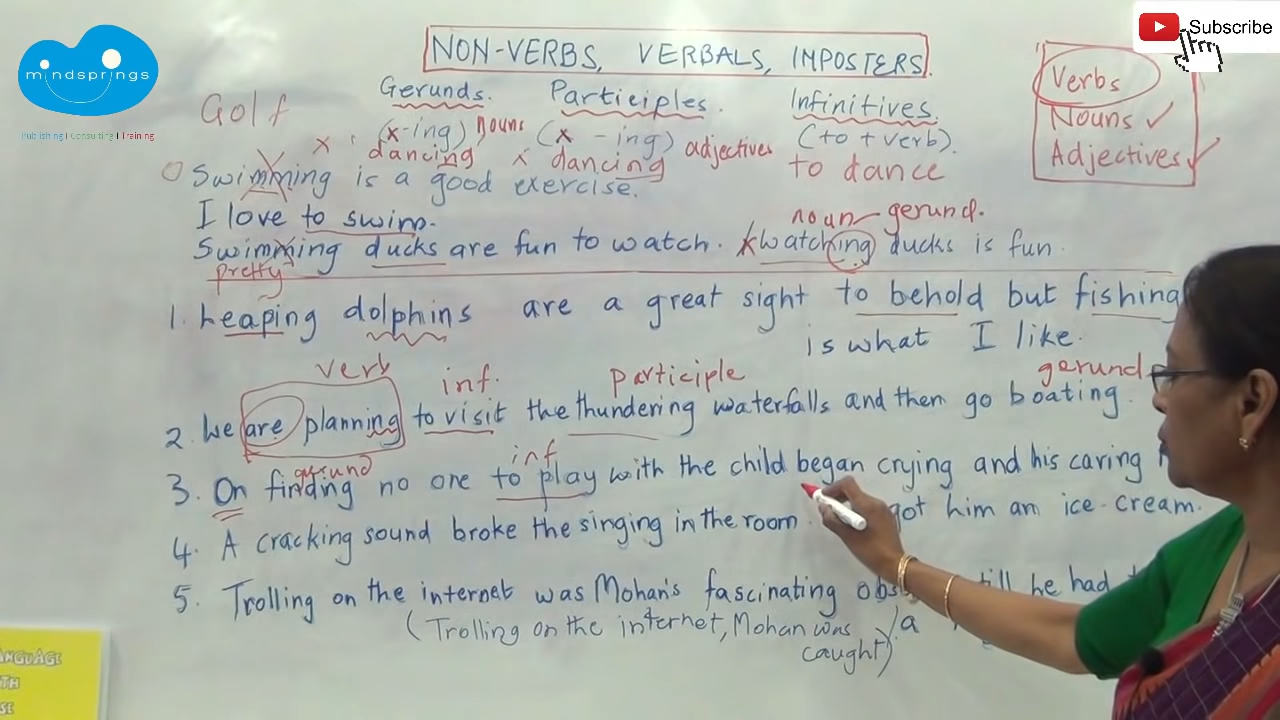 Subscribe
mindsprings
Publishing | Consulting | Training
NON-VERBS, VERBALS, IMPOSTERS.
Verbs
Nouns ✓
Adjectives ✓
Golf
Gerunds. Participles. Infinitives.
x (x-ing) nouns (x -ing) adjectives (to + verb).
dancing x dancing to dance
Swimming is a good exercise.
I love to swim. noun gerund.
Swimming ducks are fun to watch. Watching ducks is fun.
pretty
1. Leaping dolphins are a great sight to behold but fishing
is what I like.
verb inf. participle gerund
2. We are planning to visit the thundering waterfalls and then go boating.
gerund inf
3. On finding no one to play with the child began crying and his caring
got him an ice-cream.
4. A cracking sound broke the singing in the room.
5. Trolling on the internet was Mohan's fascinating till he had
(Trolling on the internet, Mohan was a
caught)